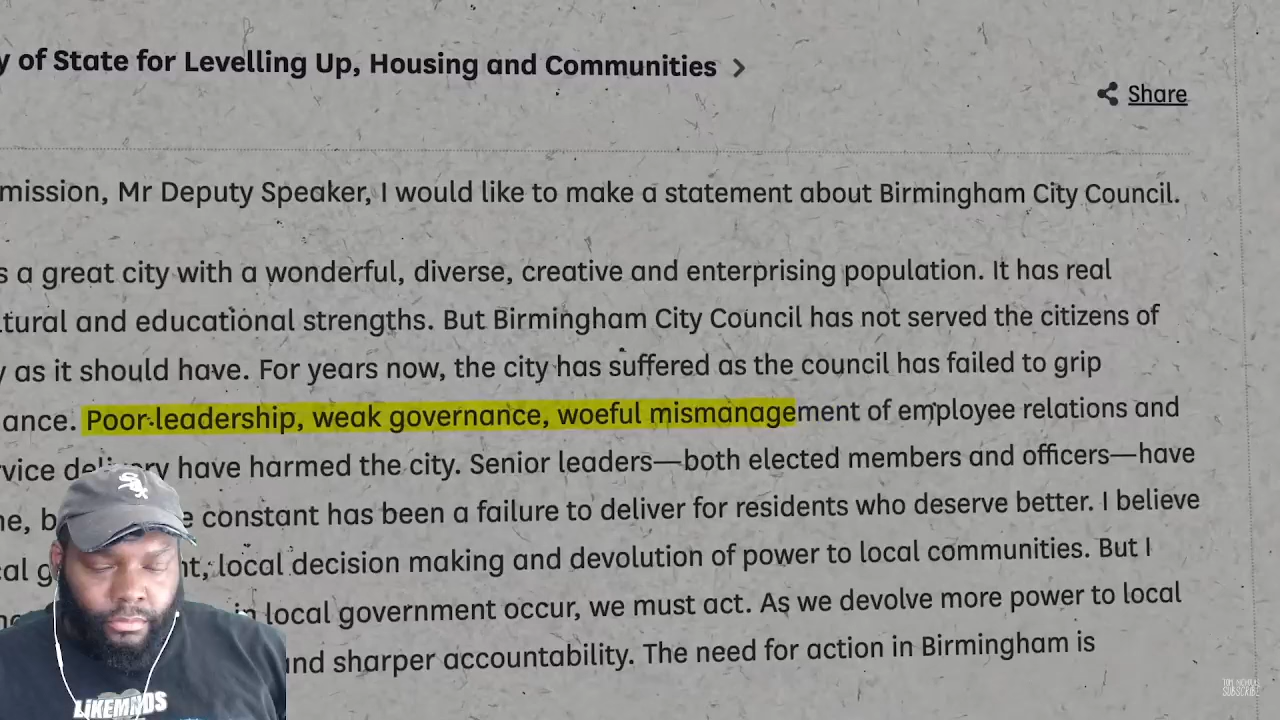 y of State for Levelling Up, Housing and Communities
Share
mission, Mr Deputy Speaker, I would like to make a statement about Birmingham City Council.
s a great city with a wonderful, diverse, creative and enterprising population. It has real
tural and educational strengths. But Birmingham City Council has not served the citizens of
y as it should have. For years now, the city has suffered as the council has failed to grip
ance. Poor leadership, weak governance, woeful mismanagement of employee relations and
rvice delivery have harmed the city. Senior leaders—both elected members and officers—have
ne, b e constant has been a failure to deliver for residents who deserve better. I believe
cal g nt, local decision making and devolution of power to local communities. But I
in local government occur, we must act. As we devolve more power to local
and sharper accountability. The need for action in Birmingham is
Sox
LIKEMINDS
SUBSCRIBE